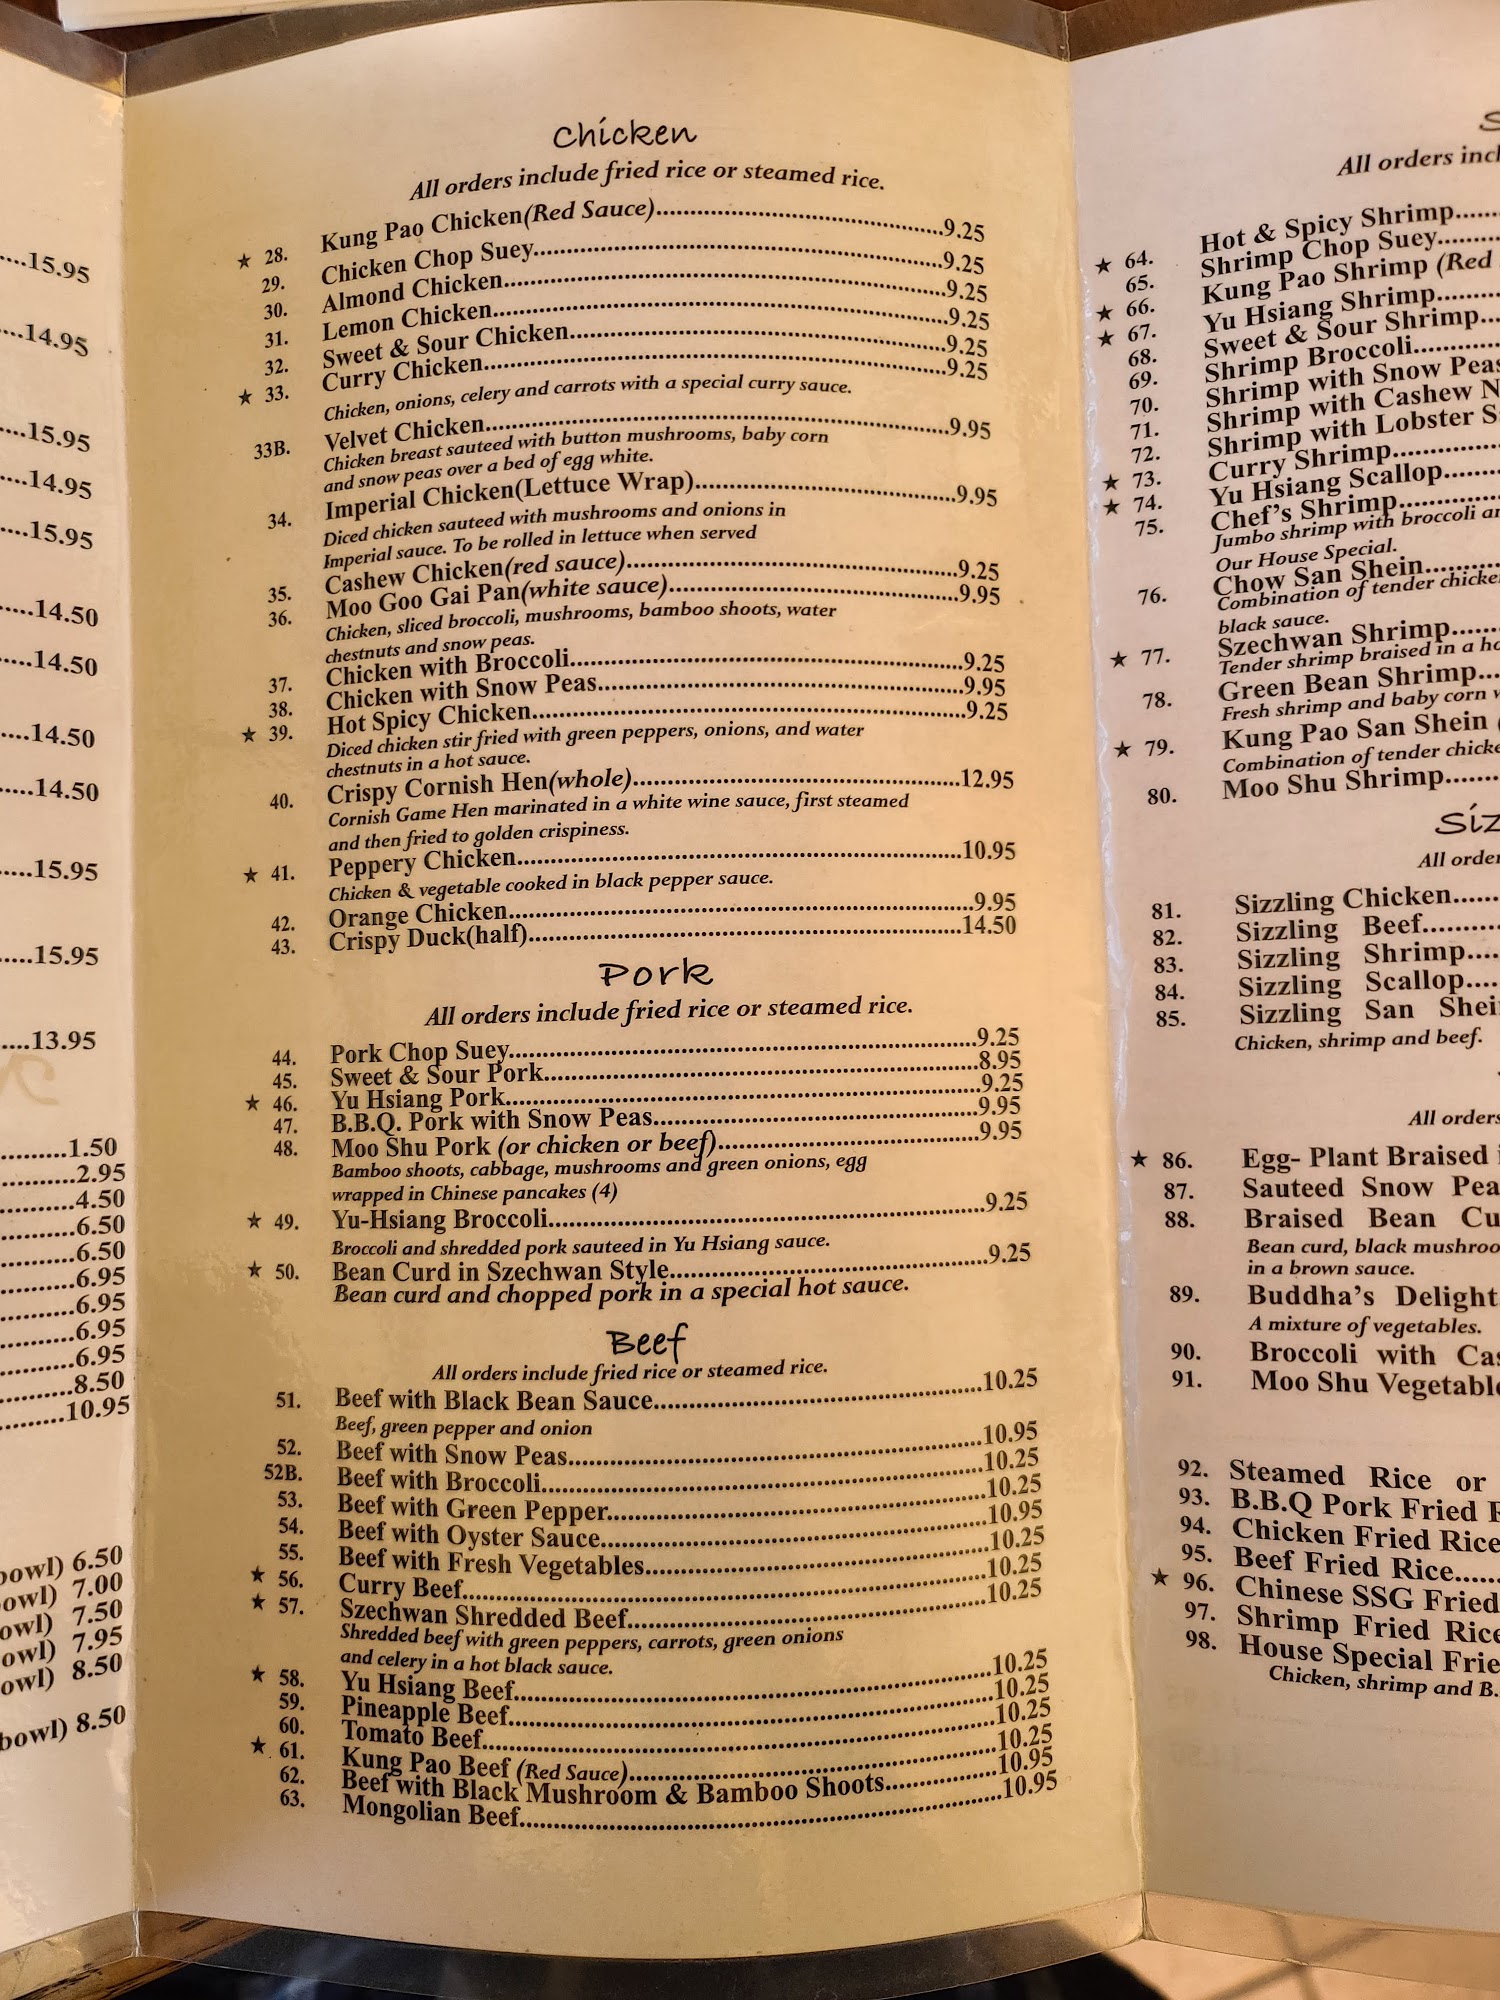 ....15.95
....14.95
....15.95
....14.95
....15.95
.....14.50
.....14.50
....14.50
.....14.50
.....15.95
.....15.95
....13.95
..........1.50
...........2.95
...........4.50
...........6.50
...........6.50
...........6.95
...........6.95
...........6.95
...........6.95
..........8.50
..........10.95
bowl) 6.50
owl) 7.00
owl) 7.50
owl) 7.95
owl) 8.50
bowl) 8.50
Chicken
All orders include fried rice or steamed rice.
★ 28. Kung Pao Chicken(Red Sauce)....9.25
29. Chicken Chop Suey....9.25
30. Almond Chicken....9.25
31. Lemon Chicken....9.25
32. Sweet & Sour Chicken....9.25
★ 33. Curry Chicken....9.25
Chicken, onions, celery and carrots with a special curry sauce.
33B. Velvet Chicken....9.95
Chicken breast sauteed with button mushrooms, baby corn
and snow peas over a bed of egg white.
34. Imperial Chicken(Lettuce Wrap)....9.95
Diced chicken sauteed with mushrooms and onions in
Imperial sauce. To be rolled in lettuce when served
35. Cashew Chicken(red sauce)....9.25
36. Moo Goo Gai Pan(white sauce)....9.95
Chicken, sliced broccoli, mushrooms, bamboo shoots, water
chestnuts and snow peas.
37. Chicken with Broccoli....9.25
38. Chicken with Snow Peas....9.95
★ 39. Hot Spicy Chicken....9.25
Diced chicken stir fried with green peppers, onions, and water
chestnuts in a hot sauce.
40. Crispy Cornish Hen(whole)....12.95
Cornish Game Hen marinated in a white wine sauce, first steamed
and then fried to golden crispiness.
★ 41. Peppery Chicken....10.95
Chicken & vegetable cooked in black pepper sauce.
42. Orange Chicken....9.95
43. Crispy Duck(half)....14.50
Pork
All orders include fried rice or steamed rice.
44. Pork Chop Suey....9.25
45. Sweet & Sour Pork....8.95
★ 46. Yu Hsiang Pork....9.25
47. B.B.Q. Pork with Snow Peas....9.95
48. Moo Shu Pork (or chicken or beef)....9.95
Bamboo shoots, cabbage, mushrooms and green onions, egg
wrapped in Chinese pancakes (4)
★ 49. Yu-Hsiang Broccoli....9.25
Broccoli and shredded pork sauteed in Yu Hsiang sauce.
★ 50. Bean Curd in Szechwan Style....9.25
Bean curd and chopped pork in a special hot sauce.
Beef
All orders include fried rice or steamed rice.
51. Beef with Black Bean Sauce....10.25
Beef, green pepper and onion
52. Beef with Snow Peas....10.95
52B. Beef with Broccoli....10.25
53. Beef with Green Pepper....10.25
54. Beef with Oyster Sauce....10.95
55. Beef with Fresh Vegetables....10.25
★ 56. Curry Beef....10.25
★ 57. Szechwan Shredded Beef....10.25
Shredded beef with green peppers, carrots, green onions
and celery in a hot black sauce.
★ 58. Yu Hsiang Beef....10.25
59. Pineapple Beef....10.25
60. Tomato Beef....10.25
★ 61. Kung Pao Beef (Red Sauce)....10.25
62. Beef with Black Mushroom & Bamboo Shoots....10.95
63. Mongolian Beef....10.95
S
All orders incl
★ 64. Hot & Spicy Shrimp....
65. Shrimp Chop Suey....
★ 66. Kung Pao Shrimp (Red
★ 67. Yu Hsiang Shrimp....
68. Sweet & Sour Shrimp....
69. Shrimp Broccoli....
70. Shrimp with Snow Peas
71. Shrimp with Cashew N
72. Shrimp with Lobster S
★ 73. Curry Shrimp....
★ 74. Yu Hsiang Scallop....
75. Chef's Shrimp....
Jumbo shrimp with broccoli an
Our House Special.
76. Chow San Shein....
Combination of tender chicke
black sauce.
★ 77. Szechwan Shrimp....
Tender shrimp braised in a ho
78. Green Bean Shrimp....
Fresh shrimp and baby corn w
★ 79. Kung Pao San Shein (
Combination of tender chicke
80. Moo Shu Shrimp....
Siz
All order
81. Sizzling Chicken....
82. Sizzling Beef....
83. Sizzling Shrimp....
84. Sizzling Scallop....
85. Sizzling San Shei
Chicken, shrimp and beef.
All orders
★ 86. Egg- Plant Braised i
87. Sauteed Snow Pea
88. Braised Bean Cu
Bean curd, black mushroo
in a brown sauce.
89. Buddha's Delight
A mixture of vegetables.
90. Broccoli with Cas
91. Moo Shu Vegetable
92. Steamed Rice or
93. B.B.Q Pork Fried
94. Chicken Fried Rice
95. Beef Fried Rice....
★ 96. Chinese SSG Fried
97. Shrimp Fried Rice
98. House Special Frie
Chicken, shrimp and B.